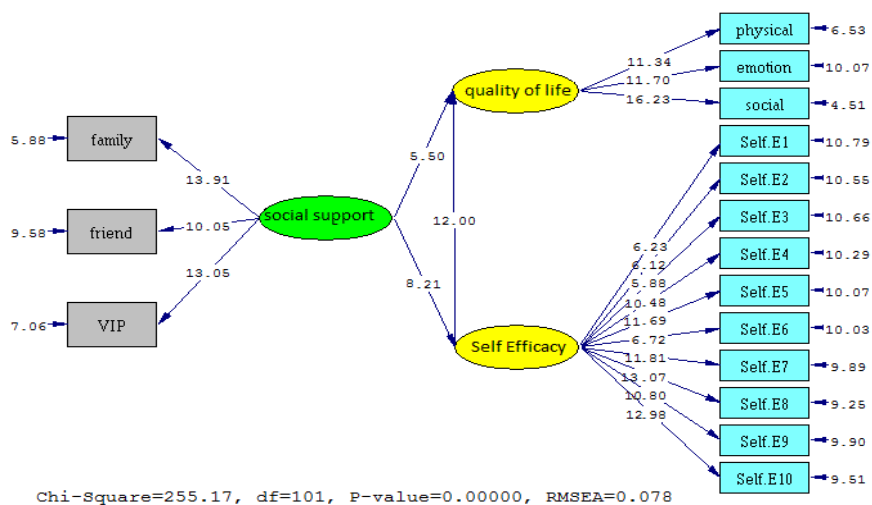 physical 6.53
11.34
emotion 10.07
quality of life
11.70
16.23
social 4.51
5.88 family
Self.E1 10.79
5.50
13.91
Self.E2 10.55
social support
10.05
9.58 friend
12.00
Self.E3 10.66
6.23
6.12
Self.E4 10.29
13.05
8.21
5.88
10.48
Self.E5 10.07
7.06 VIP
11.69
Self.E6 10.03
6.72
Self Efficacy
11.81
Self.E7 9.89
13.07
10.80
Self.E8 9.25
12.98
Self.E9 9.90
Self.E10 9.51
Chi-Square=255.17, df=101, P-value=0.00000, RMSEA=0.078